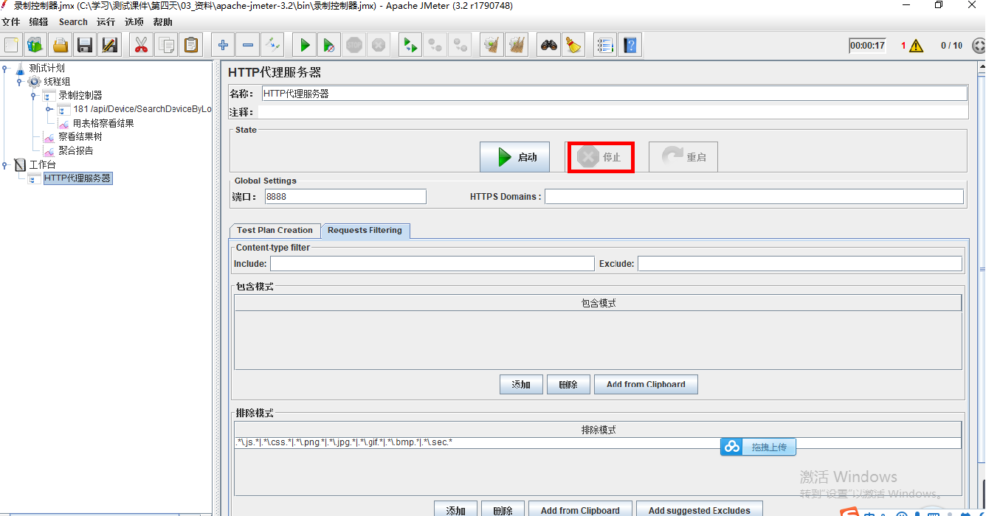 录制控制器.jmx (C:\学习\测试课件\第四天\03_资料\apache-jmeter-3.2\bin\录制控制器.jmx) - Apache JMeter (3.2 r1790748)
文件 编辑 Search 运行 选项 帮助
STOP
00:00:17 1 0 / 10
测试计划
线程组
录制控制器
181 /api/Device/SearchDeviceByLo
用表格察看结果
察看结果树
聚合报告
工作台
HTTP代理服务器
HTTP代理服务器
名称： HTTP代理服务器
注释：
State
启动 停止 重启
Global Settings
端口： 8888 HTTPS Domains :
Test Plan Creation Requests Filtering
Content-type filter
Include: Exclude:
包含模式
包含模式
添加 删除 Add from Clipboard
排除模式
排除模式
.*\.js.*|.*\.css.*|.*\.png.*|.*\.jpg.*|.*\.gif.*|.*\.bmp.*|.*\.sec.*
拖拽上传
激活 Windows
转到"设置"以激活 Windows。
添加 删除 Add from Clipboard Add suggested Excludes